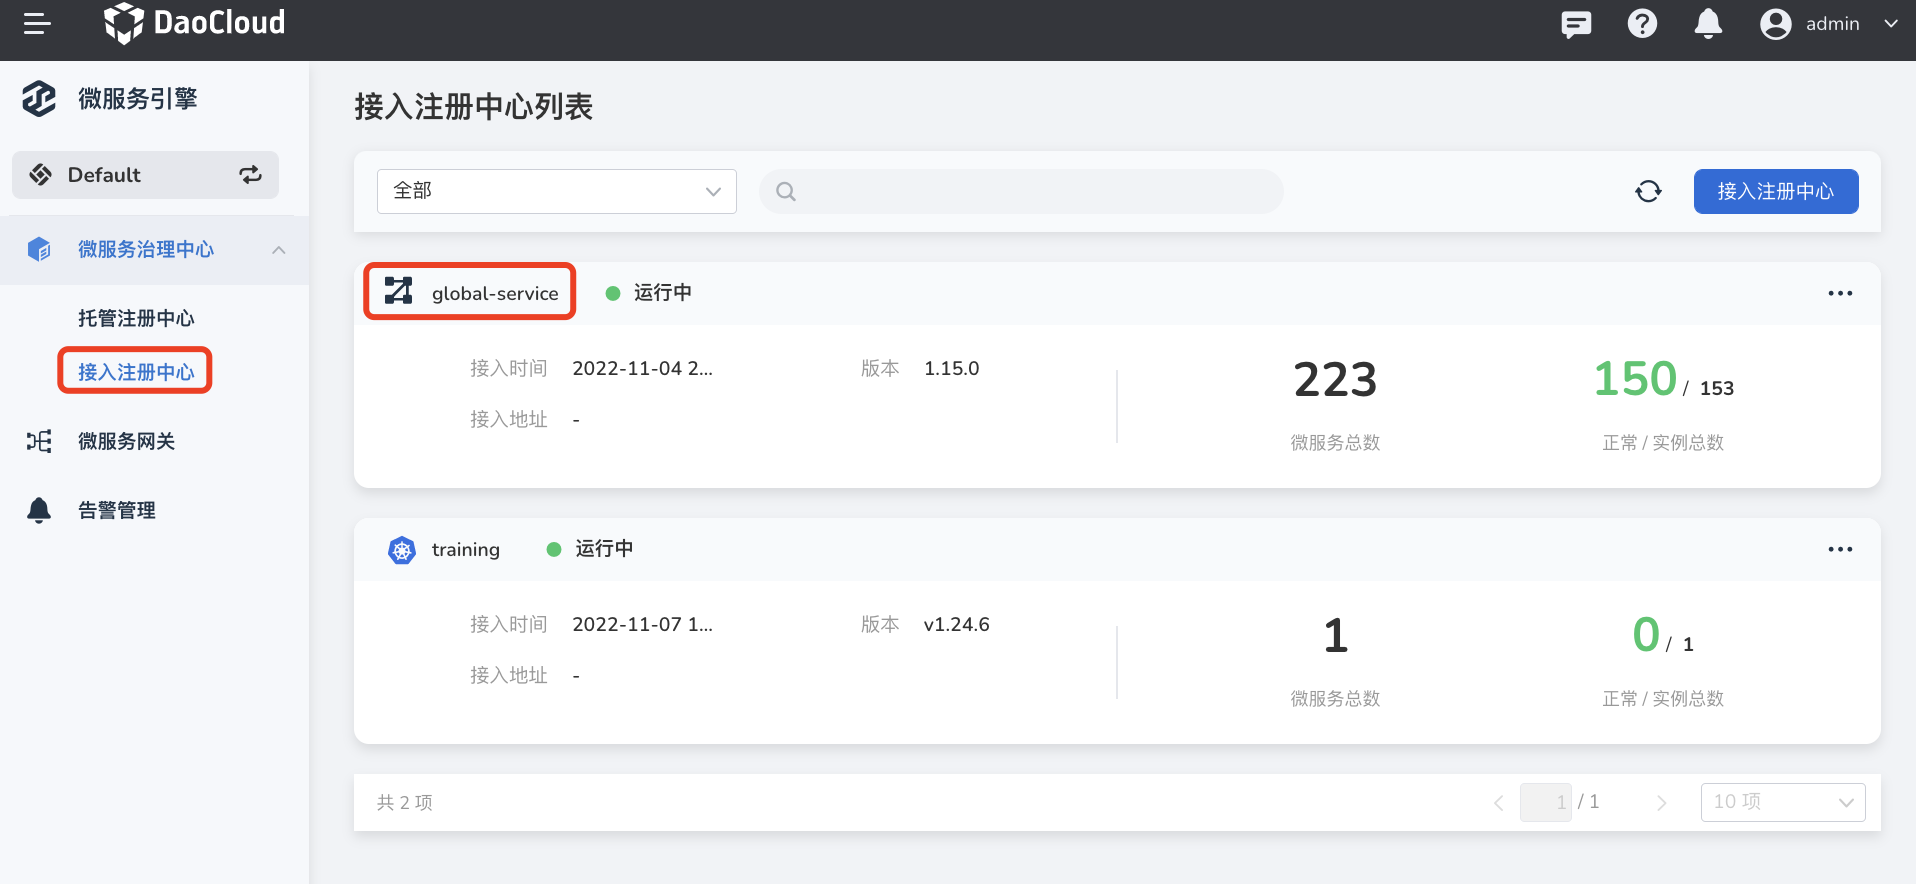 DaoCloud
admin
微服务引擎
Default
微服务治理中心
托管注册中心
接入注册中心
微服务网关
告警管理
接入注册中心列表
全部
接入注册中心
global-service
运行中
接入时间 2022-11-04 2...
版本 1.15.0
接入地址 -
223
微服务总数
150 / 153
正常 / 实例总数
training
运行中
接入时间 2022-11-07 1...
版本 v1.24.6
接入地址 -
1
微服务总数
0 / 1
正常 / 实例总数
共 2 项
1 / 1
10 项